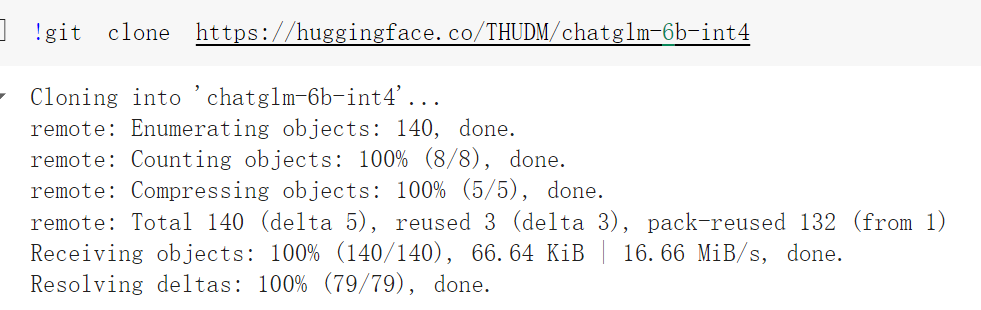 !git clone https://huggingface.co/THUDM/chatglm-6b-int4
Cloning into 'chatglm-6b-int4'...
remote: Enumerating objects: 140, done.
remote: Counting objects: 100% (8/8), done.
remote: Compressing objects: 100% (5/5), done.
remote: Total 140 (delta 5), reused 3 (delta 3), pack-reused 132 (from 1)
Receiving objects: 100% (140/140), 66.64 KiB | 16.66 MiB/s, done.
Resolving deltas: 100% (79/79), done.